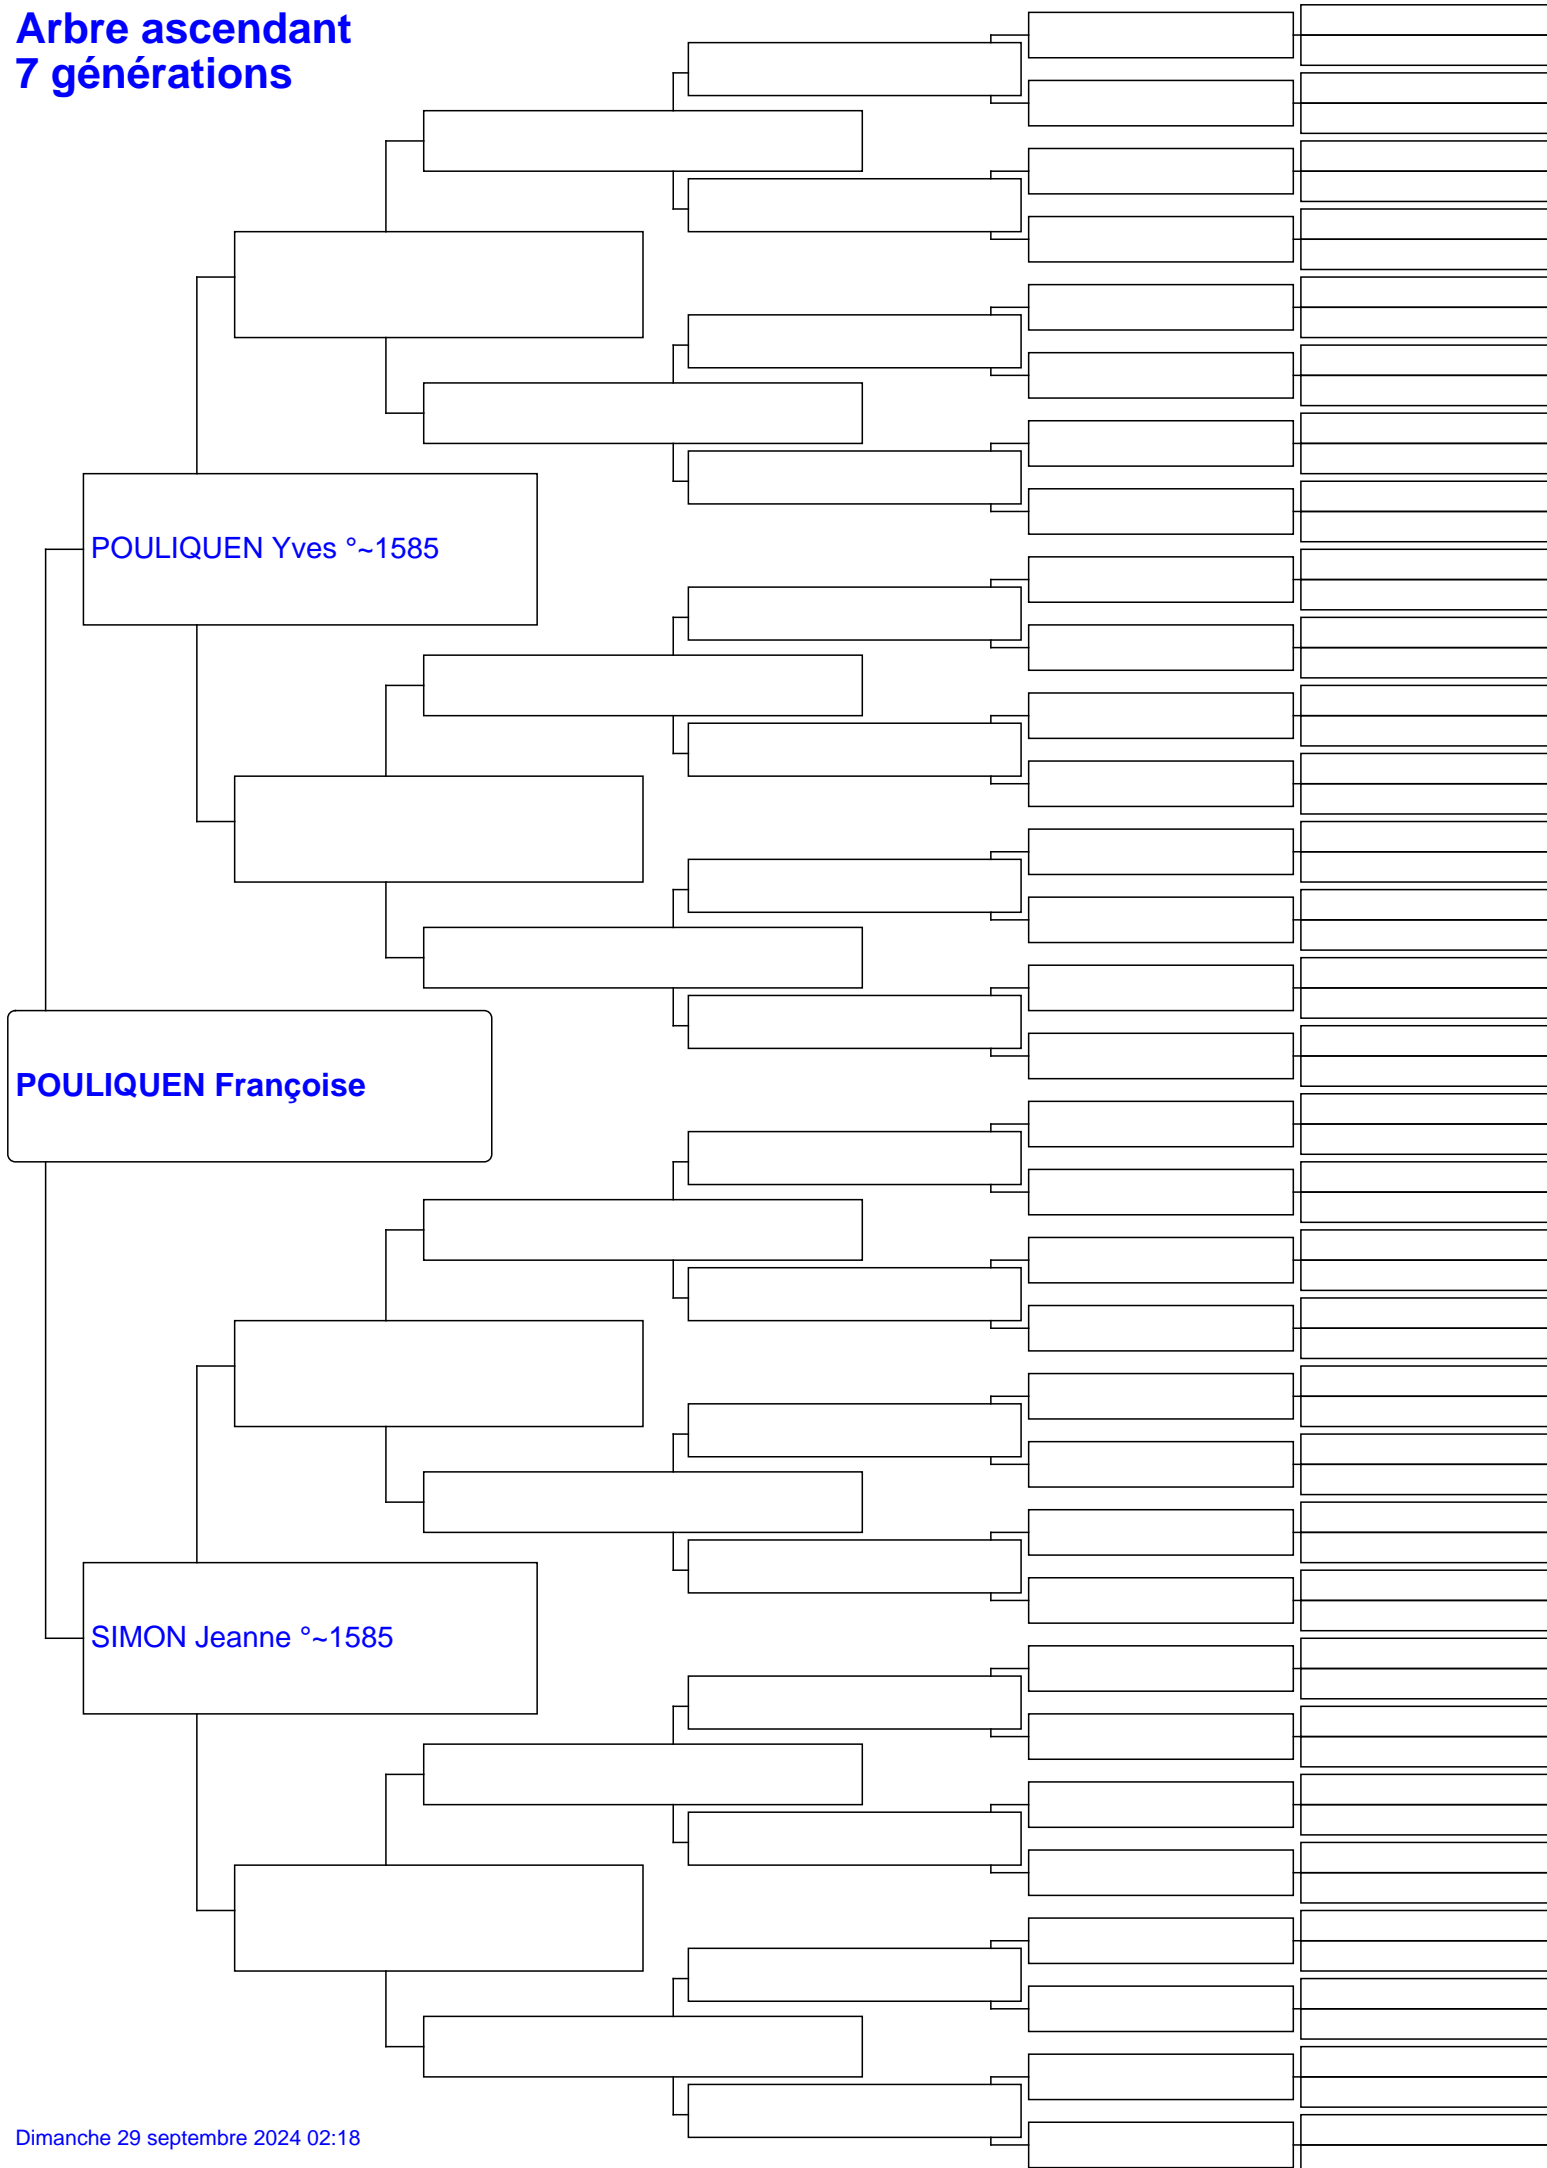 Arbre ascendant
7 générations
POULIQUEN Yves °~1585
POULIQUEN Françoise
SIMON Jeanne °~1585
Dimanche 29 septembre 2024 02:18